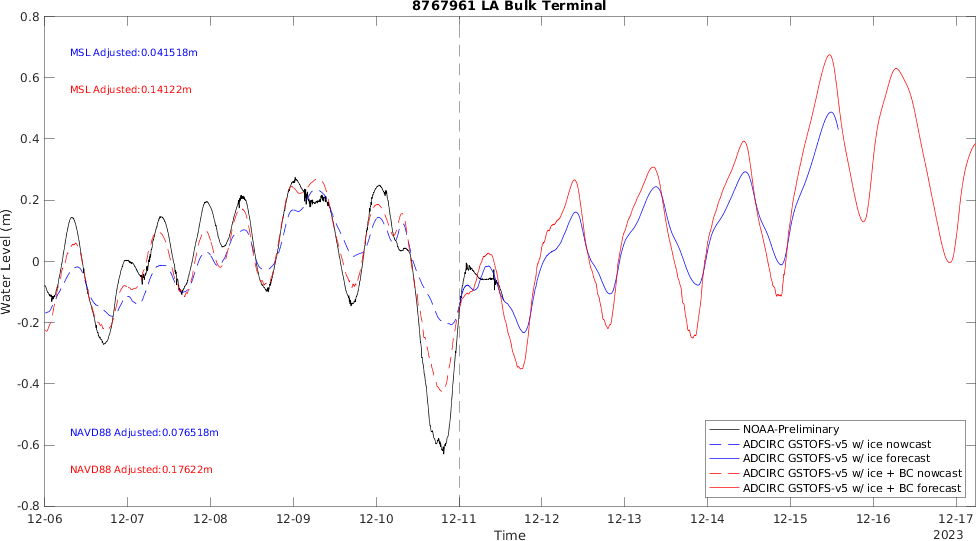 8767961 LA Bulk Terminal
MSL Adjusted:0.041518m
MSL Adjusted:0.14122m
NAVD88 Adjusted:0.076518m
NAVD88 Adjusted:0.17622m
Water Level (m)
0.8
0.6
0.4
0.2
0
-0.2
-0.4
-0.6
-0.8
NOAA-Preliminary
ADCIRC GSTOFS-v5 w/ ice nowcast
ADCIRC GSTOFS-v5 w/ ice forecast
ADCIRC GSTOFS-v5 w/ ice + BC nowcast
ADCIRC GSTOFS-v5 w/ ice + BC forecast
12-06 12-07 12-08 12-09 12-10 12-11 12-12 12-13 12-14 12-15 12-16 12-17
Time
2023